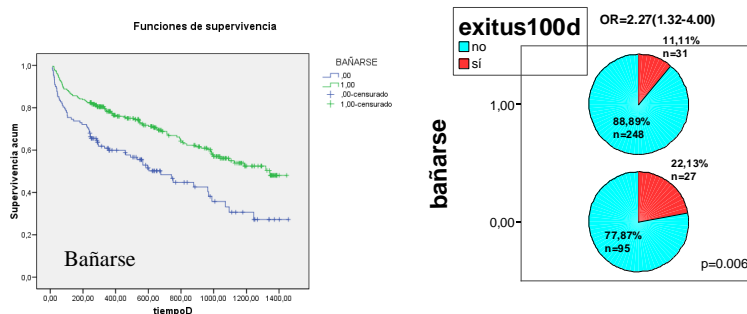 Funciones de supervivencia
BAÑARSE
,00
1,00
,00-censurado
1,00-censurado
Supervivencia acum
1,0
0,8
0,6
0,4
0,2
0,0
Bañarse
0,00 200,00 400,00 600,00 800,00 1000,00 1200,00 1400,00
tiempoD
exitus100d
no
sí
OR=2.27(1.32-4.00)
bañarse
1,00
11,11%
n=31
88,89%
n=248
0,00
22,13%
n=27
77,87%
n=95
p=0.006